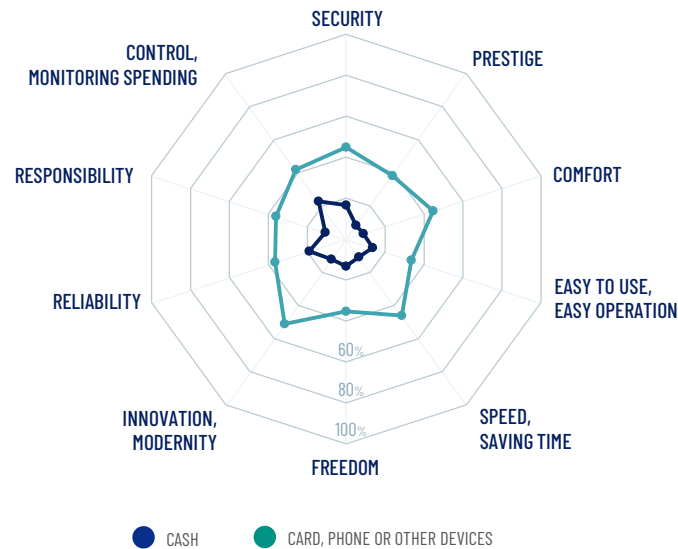 SECURITY
CONTROL,
MONITORING SPENDING
PRESTIGE
RESPONSIBILITY
COMFORT
RELIABILITY
EASY TO USE,
EASY OPERATION
60%
80%
100%
INNOVATION,
MODERNITY
SPEED,
SAVING TIME
FREEDOM
CASH
CARD, PHONE OR OTHER DEVICES